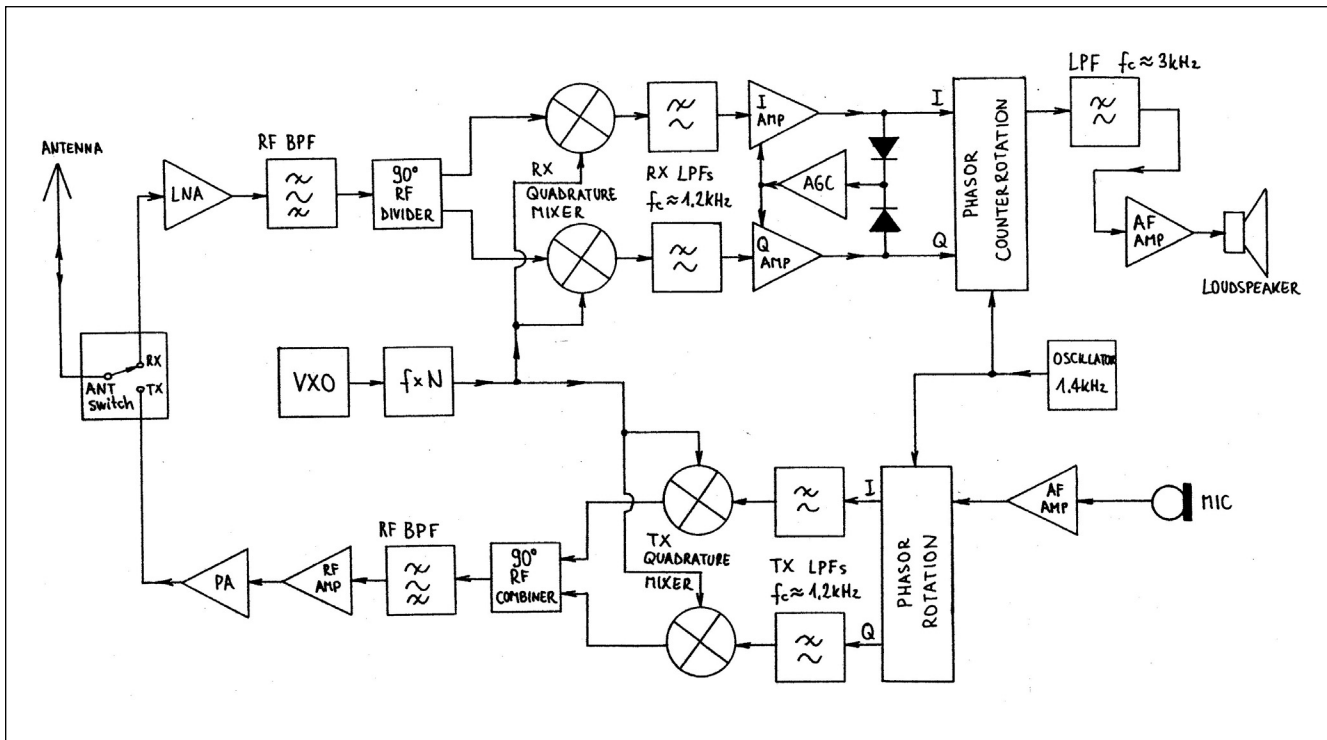 LPF fc≈3kHz
ANTENNA
LNA
RF BPF
90°
RF
DIVIDER
RX
QUADRATURE
MIXER
RX LPFs
fc≈1.2kHz
I
AMP
AGC
Q
AMP
I
Q
PHASOR
COUNTERROTATION
AF
AMP
LOUDSPEAKER
RX
ANT
switch
TX
VXO
f×N
OSCILLATOR
1.4kHz
I
Q
PHASOR
ROTATION
AF
AMP
MIC
TX LPFs
fc≈1.2kHz
TX
QUADRATURE
MIXER
90°
RF
COMBINER
RF BPF
RF
AMP
PA